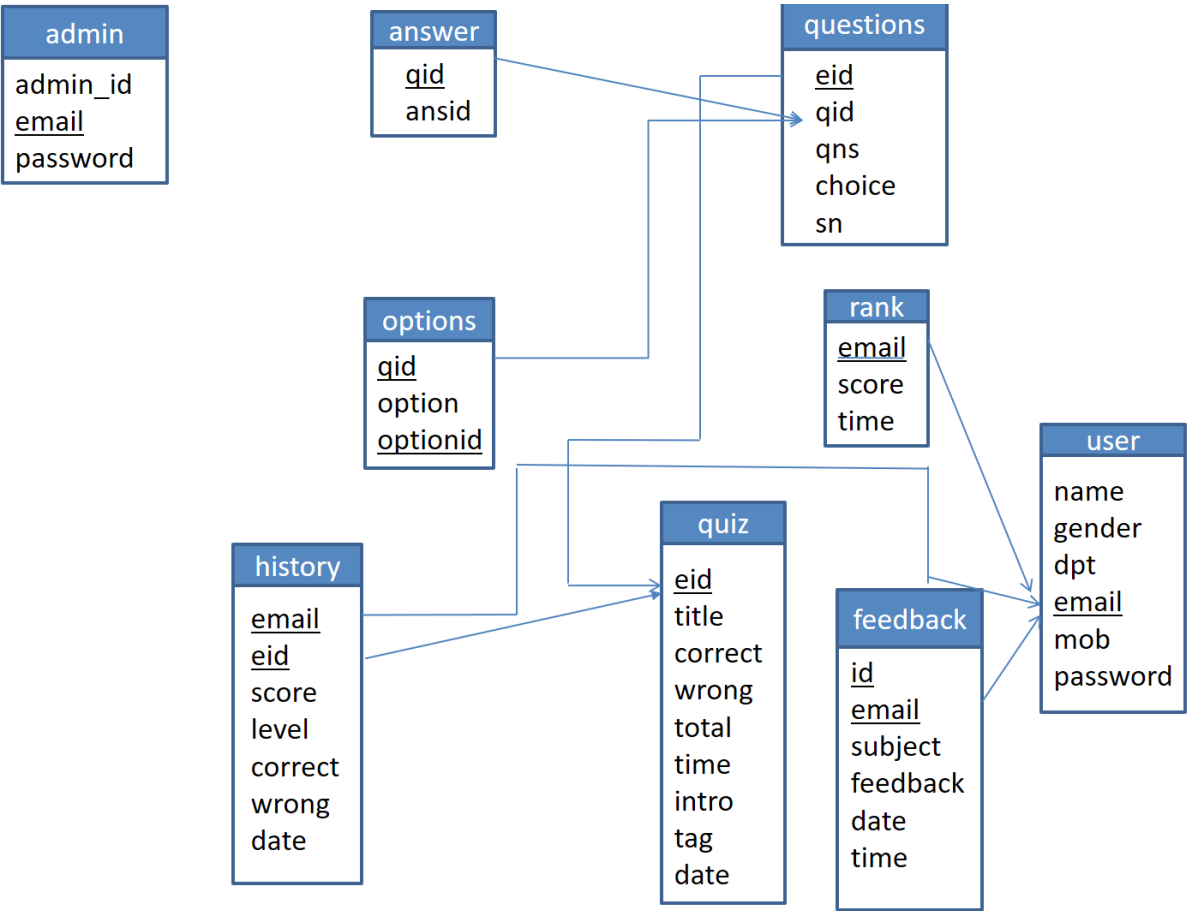 admin
admin_id
email
password
answer
qid
ansid
questions
eid
qid
qns
choice
sn
options
qid
option
optionid
rank
email
score
time
user
name
gender
dpt
email
mob
password
history
email
eid
score
level
correct
wrong
date
quiz
eid
title
correct
wrong
total
time
intro
tag
date
feedback
id
email
subject
feedback
date
time